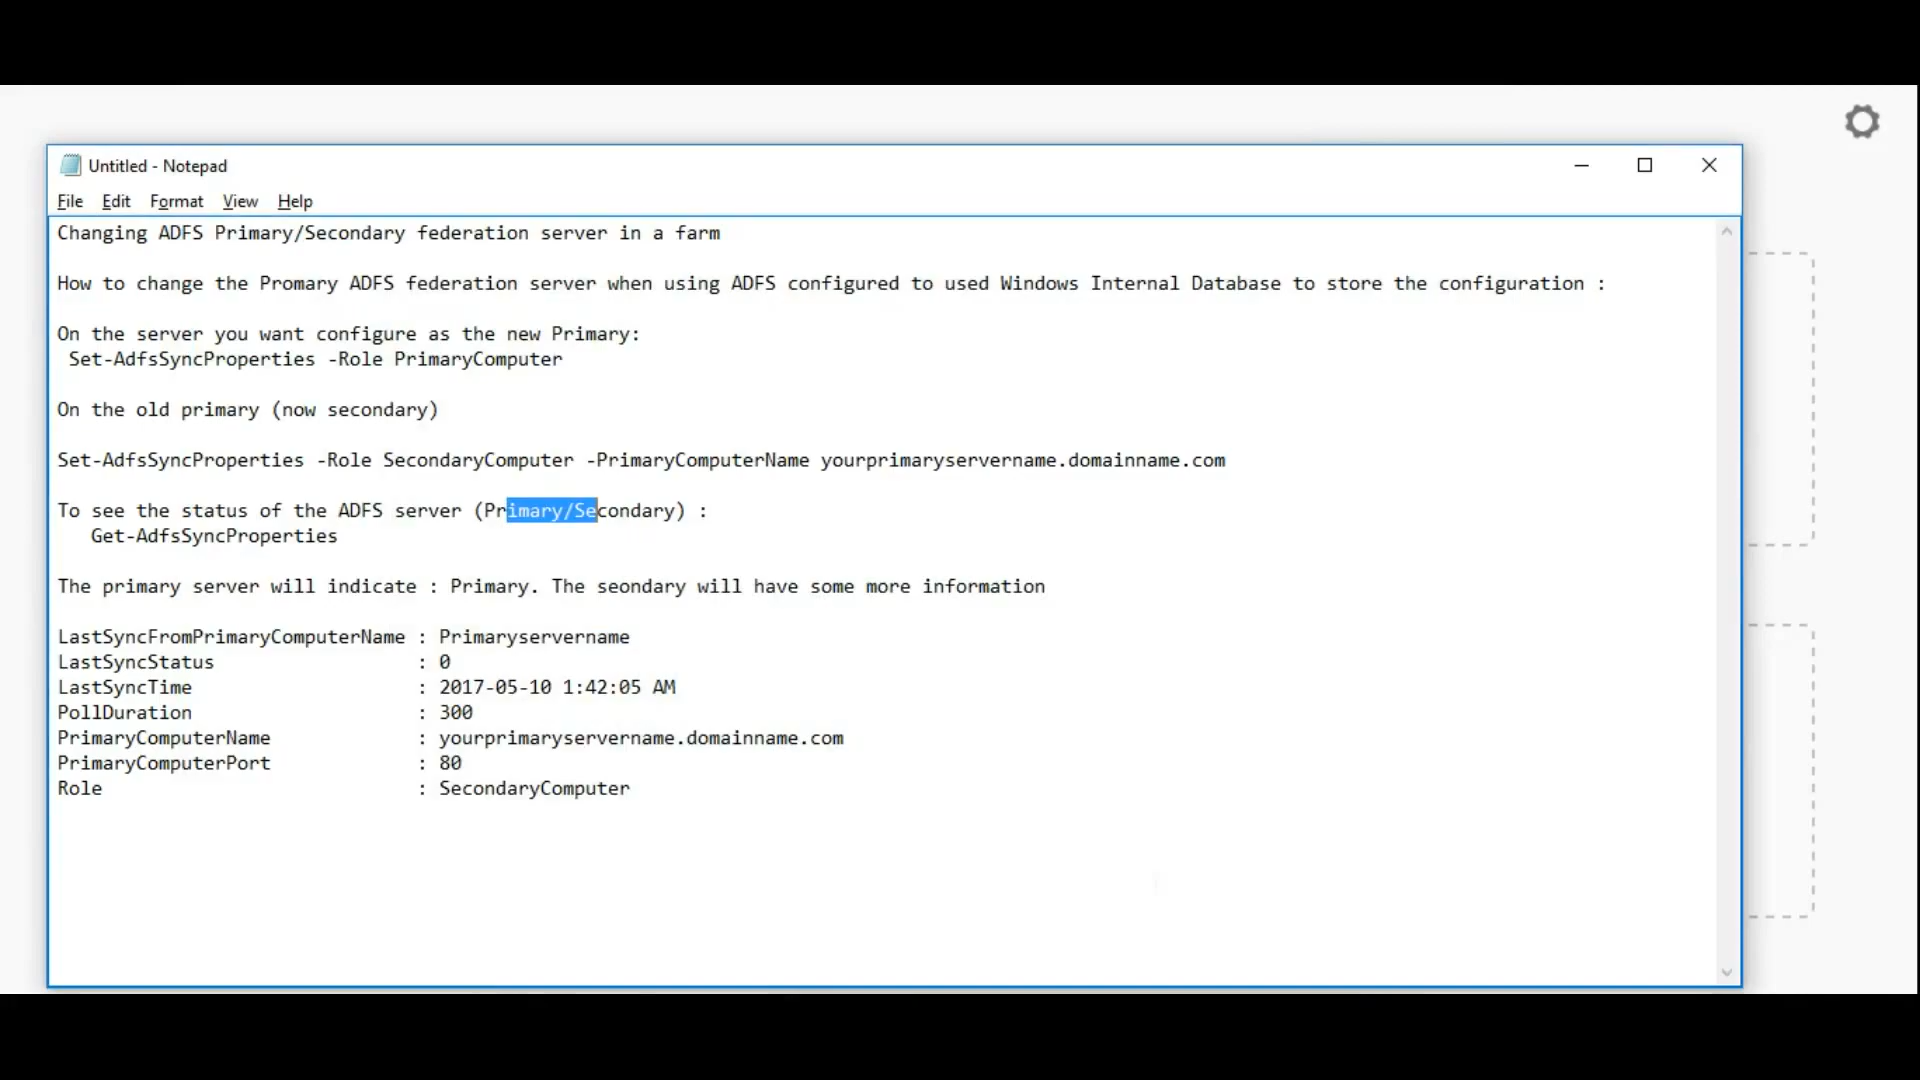 Untitled - Notepad
File Edit Format View Help
Changing ADFS Primary/Secondary federation server in a farm
How to change the Promary ADFS federation server when using ADFS configured to used Windows Internal Database to store the configuration :
On the server you want configure as the new Primary:
Set-AdfsSyncProperties -Role PrimaryComputer
On the old primary (now secondary)
Set-AdfsSyncProperties -Role SecondaryComputer -PrimaryComputerName yourprimaryservername.domainname.com
To see the status of the ADFS server (Primary/Secondary) :
Get-AdfsSyncProperties
The primary server will indicate : Primary. The seondary will have some more information
LastSyncFromPrimaryComputerName : Primaryservername
LastSyncStatus : 0
LastSyncTime : 2017-05-10 1:42:05 AM
PollDuration : 300
PrimaryComputerName : yourprimaryservername.domainname.com
PrimaryComputerPort : 80
Role : SecondaryComputer